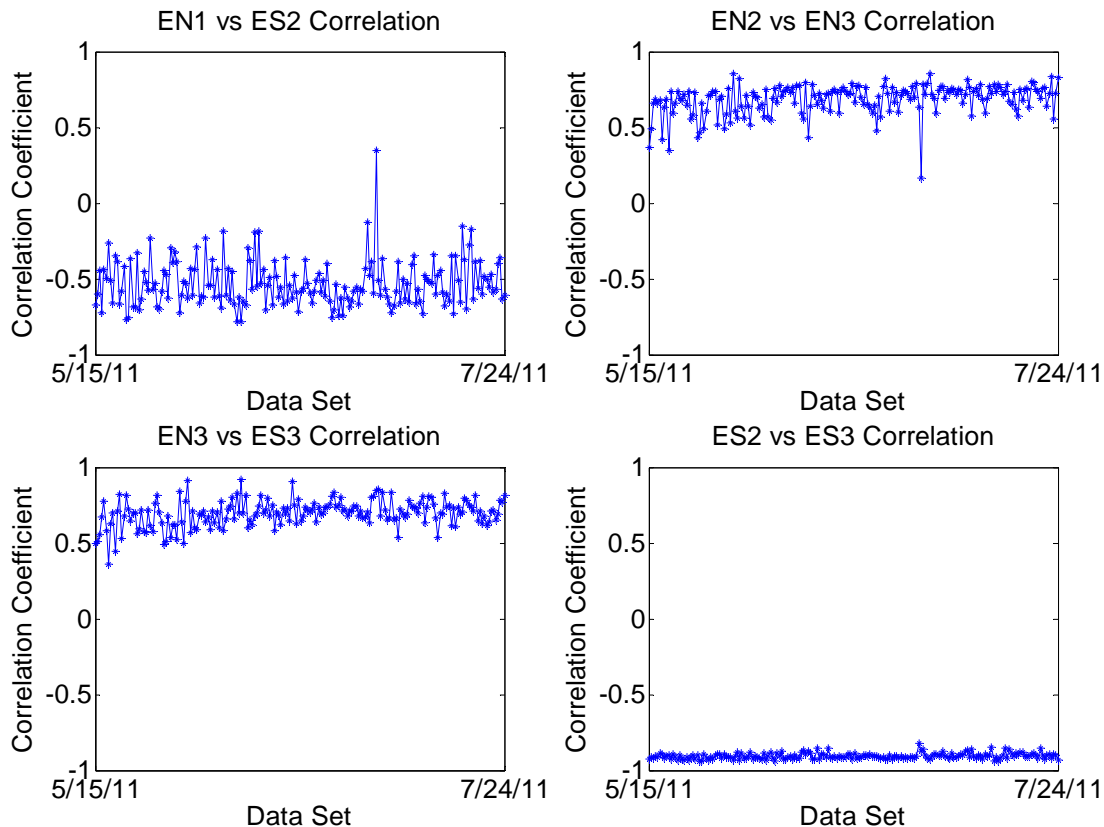 EN1 vs ES2 Correlation
1
0.5
0
-0.5
-1
Correlation Coefficient
5/15/11
7/24/11
Data Set
EN2 vs EN3 Correlation
1
0.5
0
-0.5
-1
Correlation Coefficient
5/15/11
7/24/11
Data Set
EN3 vs ES3 Correlation
1
0.5
0
-0.5
-1
Correlation Coefficient
5/15/11
7/24/11
Data Set
ES2 vs ES3 Correlation
1
0.5
0
-0.5
-1
Correlation Coefficient
5/15/11
7/24/11
Data Set